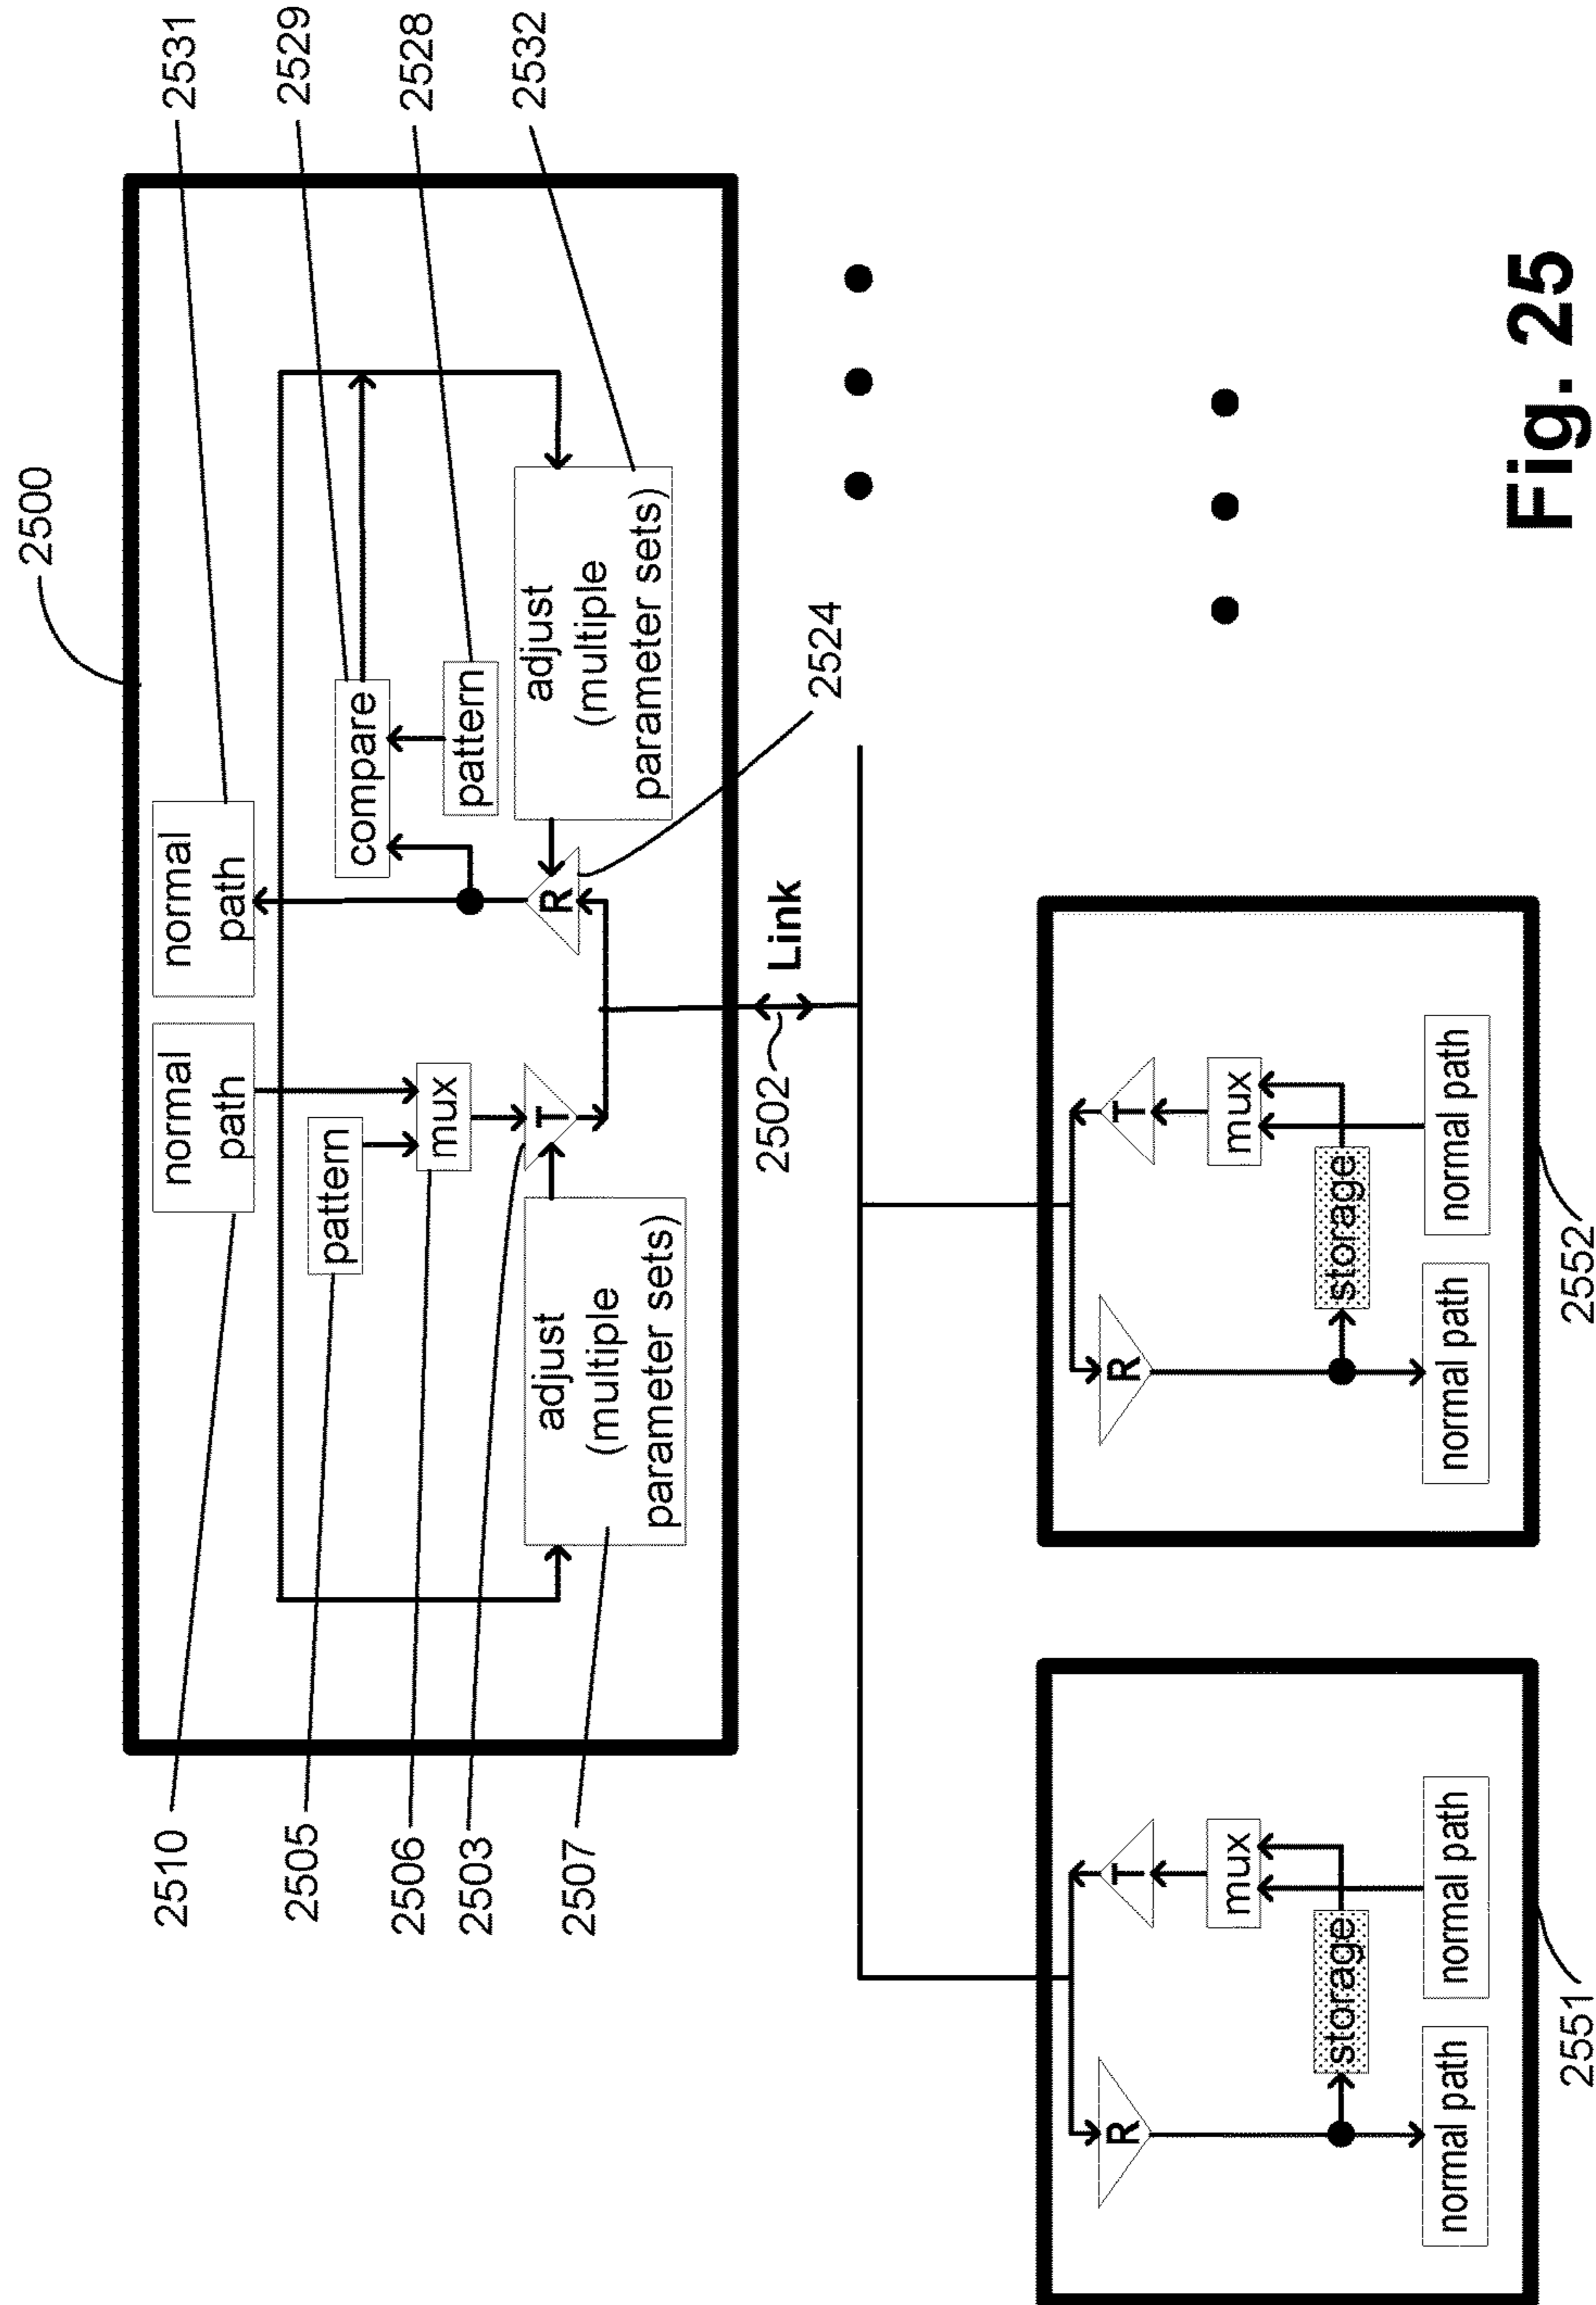 2500
2510
2505
2506
2503
2507
normal
path
normal
path
2531
2529
2528
2532
pattern
mux
T
adjust
(multiple
parameter sets)
compare
pattern
R
adjust
(multiple
parameter sets)
2524
2502
Link
R
T
mux
storage
normal path
normal path
2551
R
T
mux
storage
normal path
normal path
2552
Fig. 25